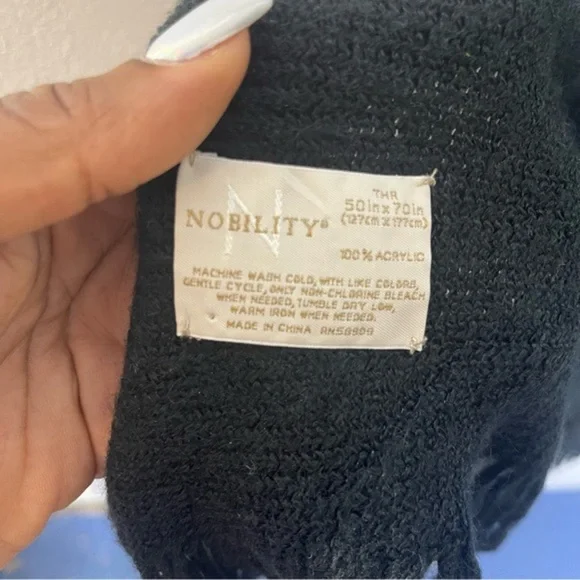 THR
50in x 70in
(127cm x 177cm)
NOBILITY®
100% ACRYLIC
MACHINE WASH COLD, WITH LIKE COLORS,
GENTLE CYCLE, ONLY NON-CHLORINE BLEACH
WHEN NEEDED, TUMBLE DRY LOW,
WARM IRON WHEN NEEDED.
MADE IN CHINA